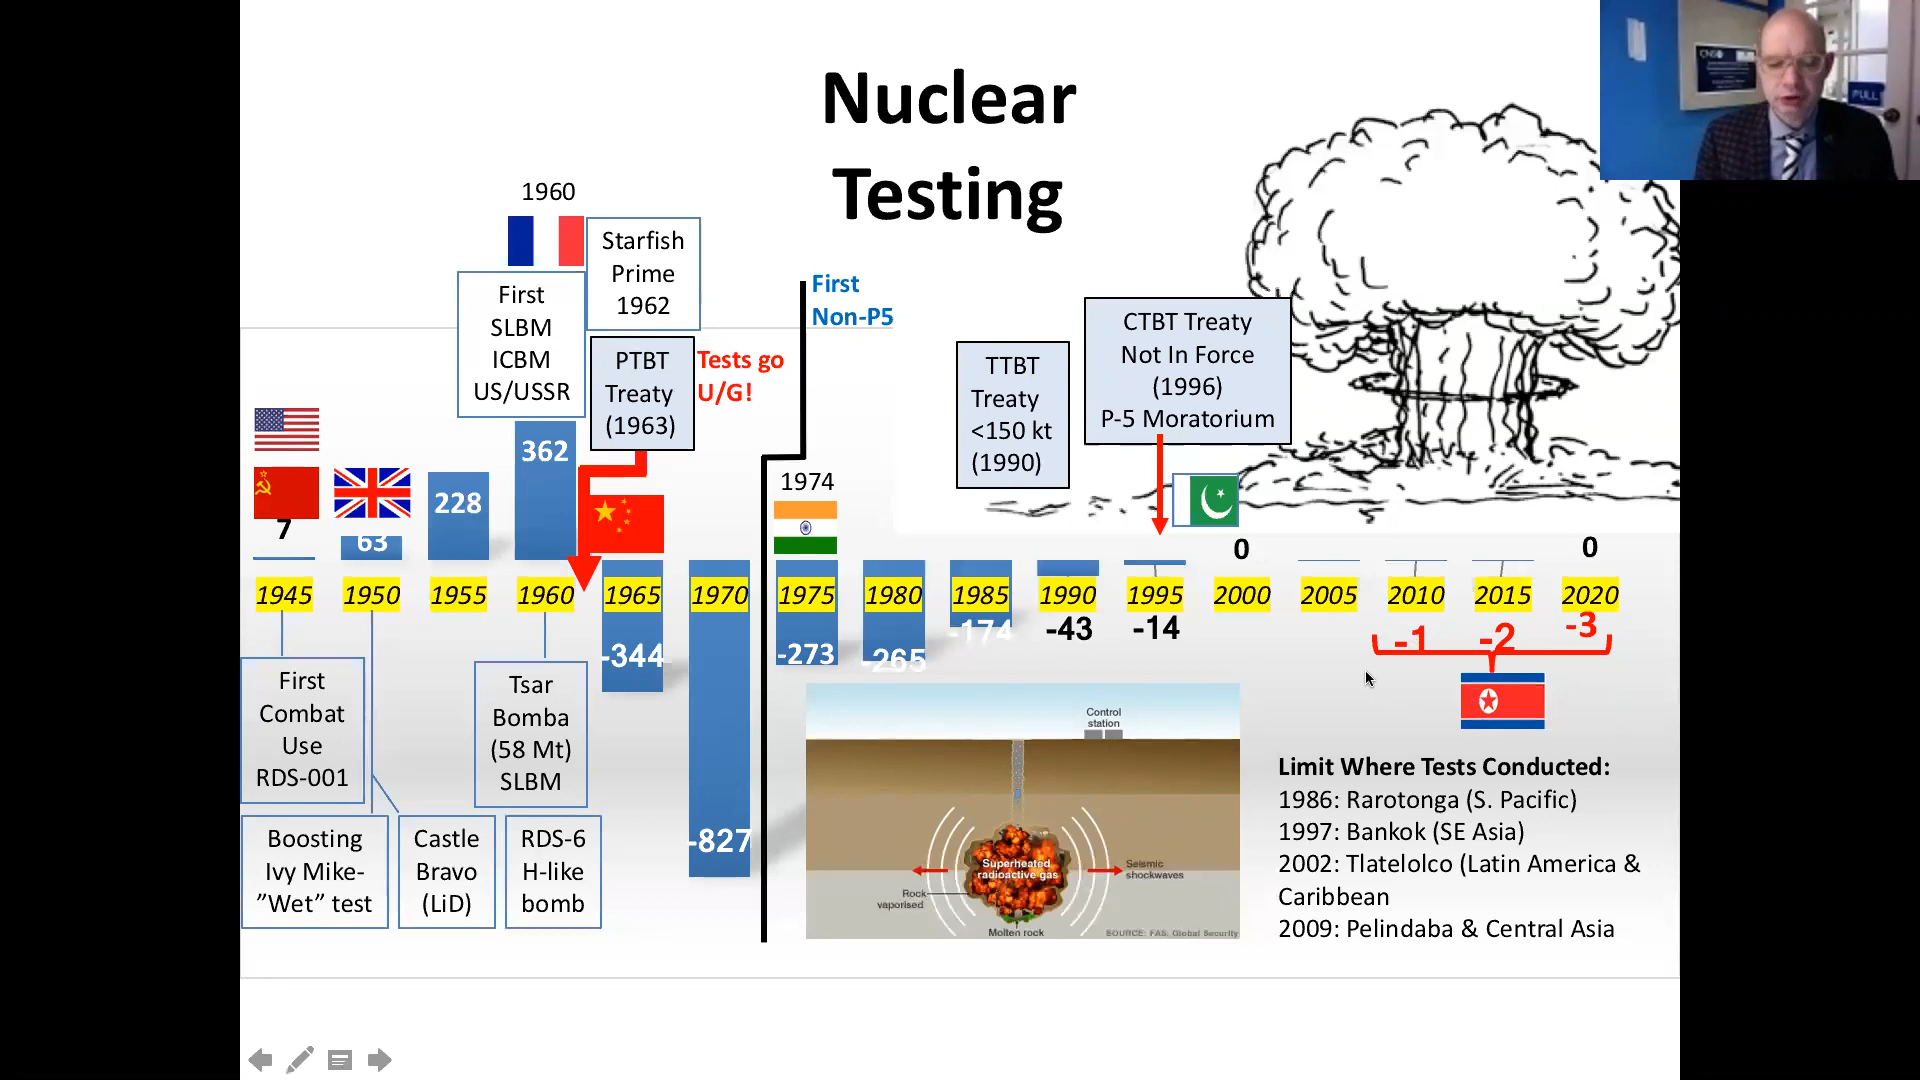 Nuclear
Testing
1960
Starfish
Prime
1962
First
SLBM
ICBM
US/USSR
PTBT
Treaty
(1963)
Tests go
U/G!
First
Non-P5
TTBT
Treaty
<150 kt
(1990)
CTBT Treaty
Not In Force
(1996)
P-5 Moratorium
PULL
1974
7
63
228
362
0
0
1945
1950
1955
1960
1965
1970
1975
1980
1985
1990
1995
2000
2005
2010
2015
2020
-344
-827
-273
-265
-174
-43
-14
-1
-2
-3
First
Combat
Use
RDS-001
Tsar
Bomba
(58 Mt)
SLBM
Boosting
Ivy Mike-
”Wet” test
Castle
Bravo
(LiD)
RDS-6
H-like
bomb
Control
station
Superheated
radioactive gas
Seismic
shockwaves
Rock
vaporised
Molten rock
SOURCE: FAS, Global Security
Limit Where Tests Conducted:
1986: Rarotonga (S. Pacific)
1997: Bankok (SE Asia)
2002: Tlatelolco (Latin America &
Caribbean
2009: Pelindaba & Central Asia